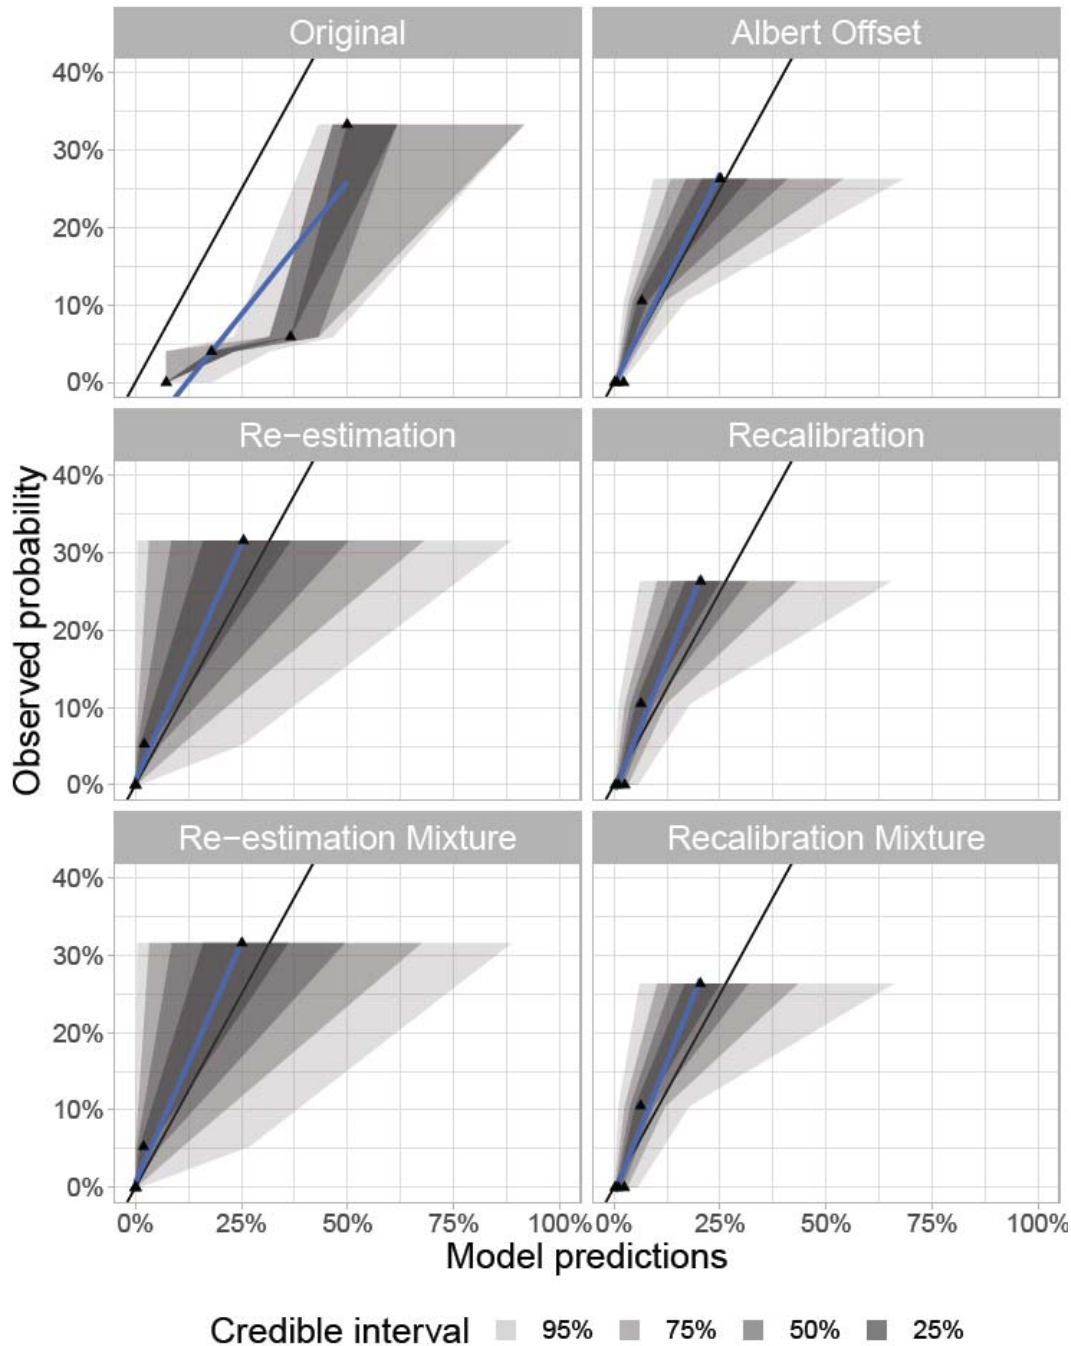 Original
Albert Offset
40%
30%
20%
10%
0%
Re−estimation
Recalibration
40%
30%
20%
10%
0%
Observed probability
Re−estimation Mixture
Recalibration Mixture
40%
30%
20%
10%
0%
0% 25% 50% 75% 100% 0% 25% 50% 75% 100%
Model predictions
Credible interval 95% 75% 50% 25%